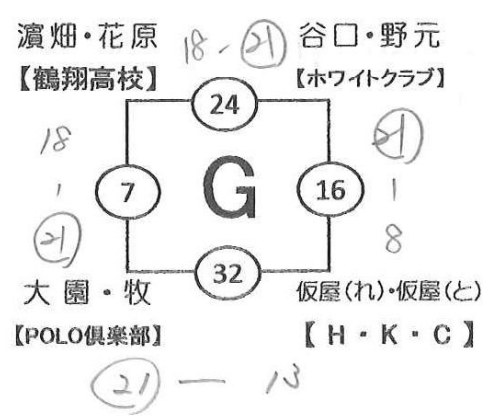 濵畑・花原 18 - 21 谷口・野元
【鶴翔高校】 【ホワイトクラブ】
24
18 21
7 G 16
21 8
32
大園・牧 仮屋(れ)・仮屋(と)
【POLO倶楽部】 【H・K・C】
21 — 13